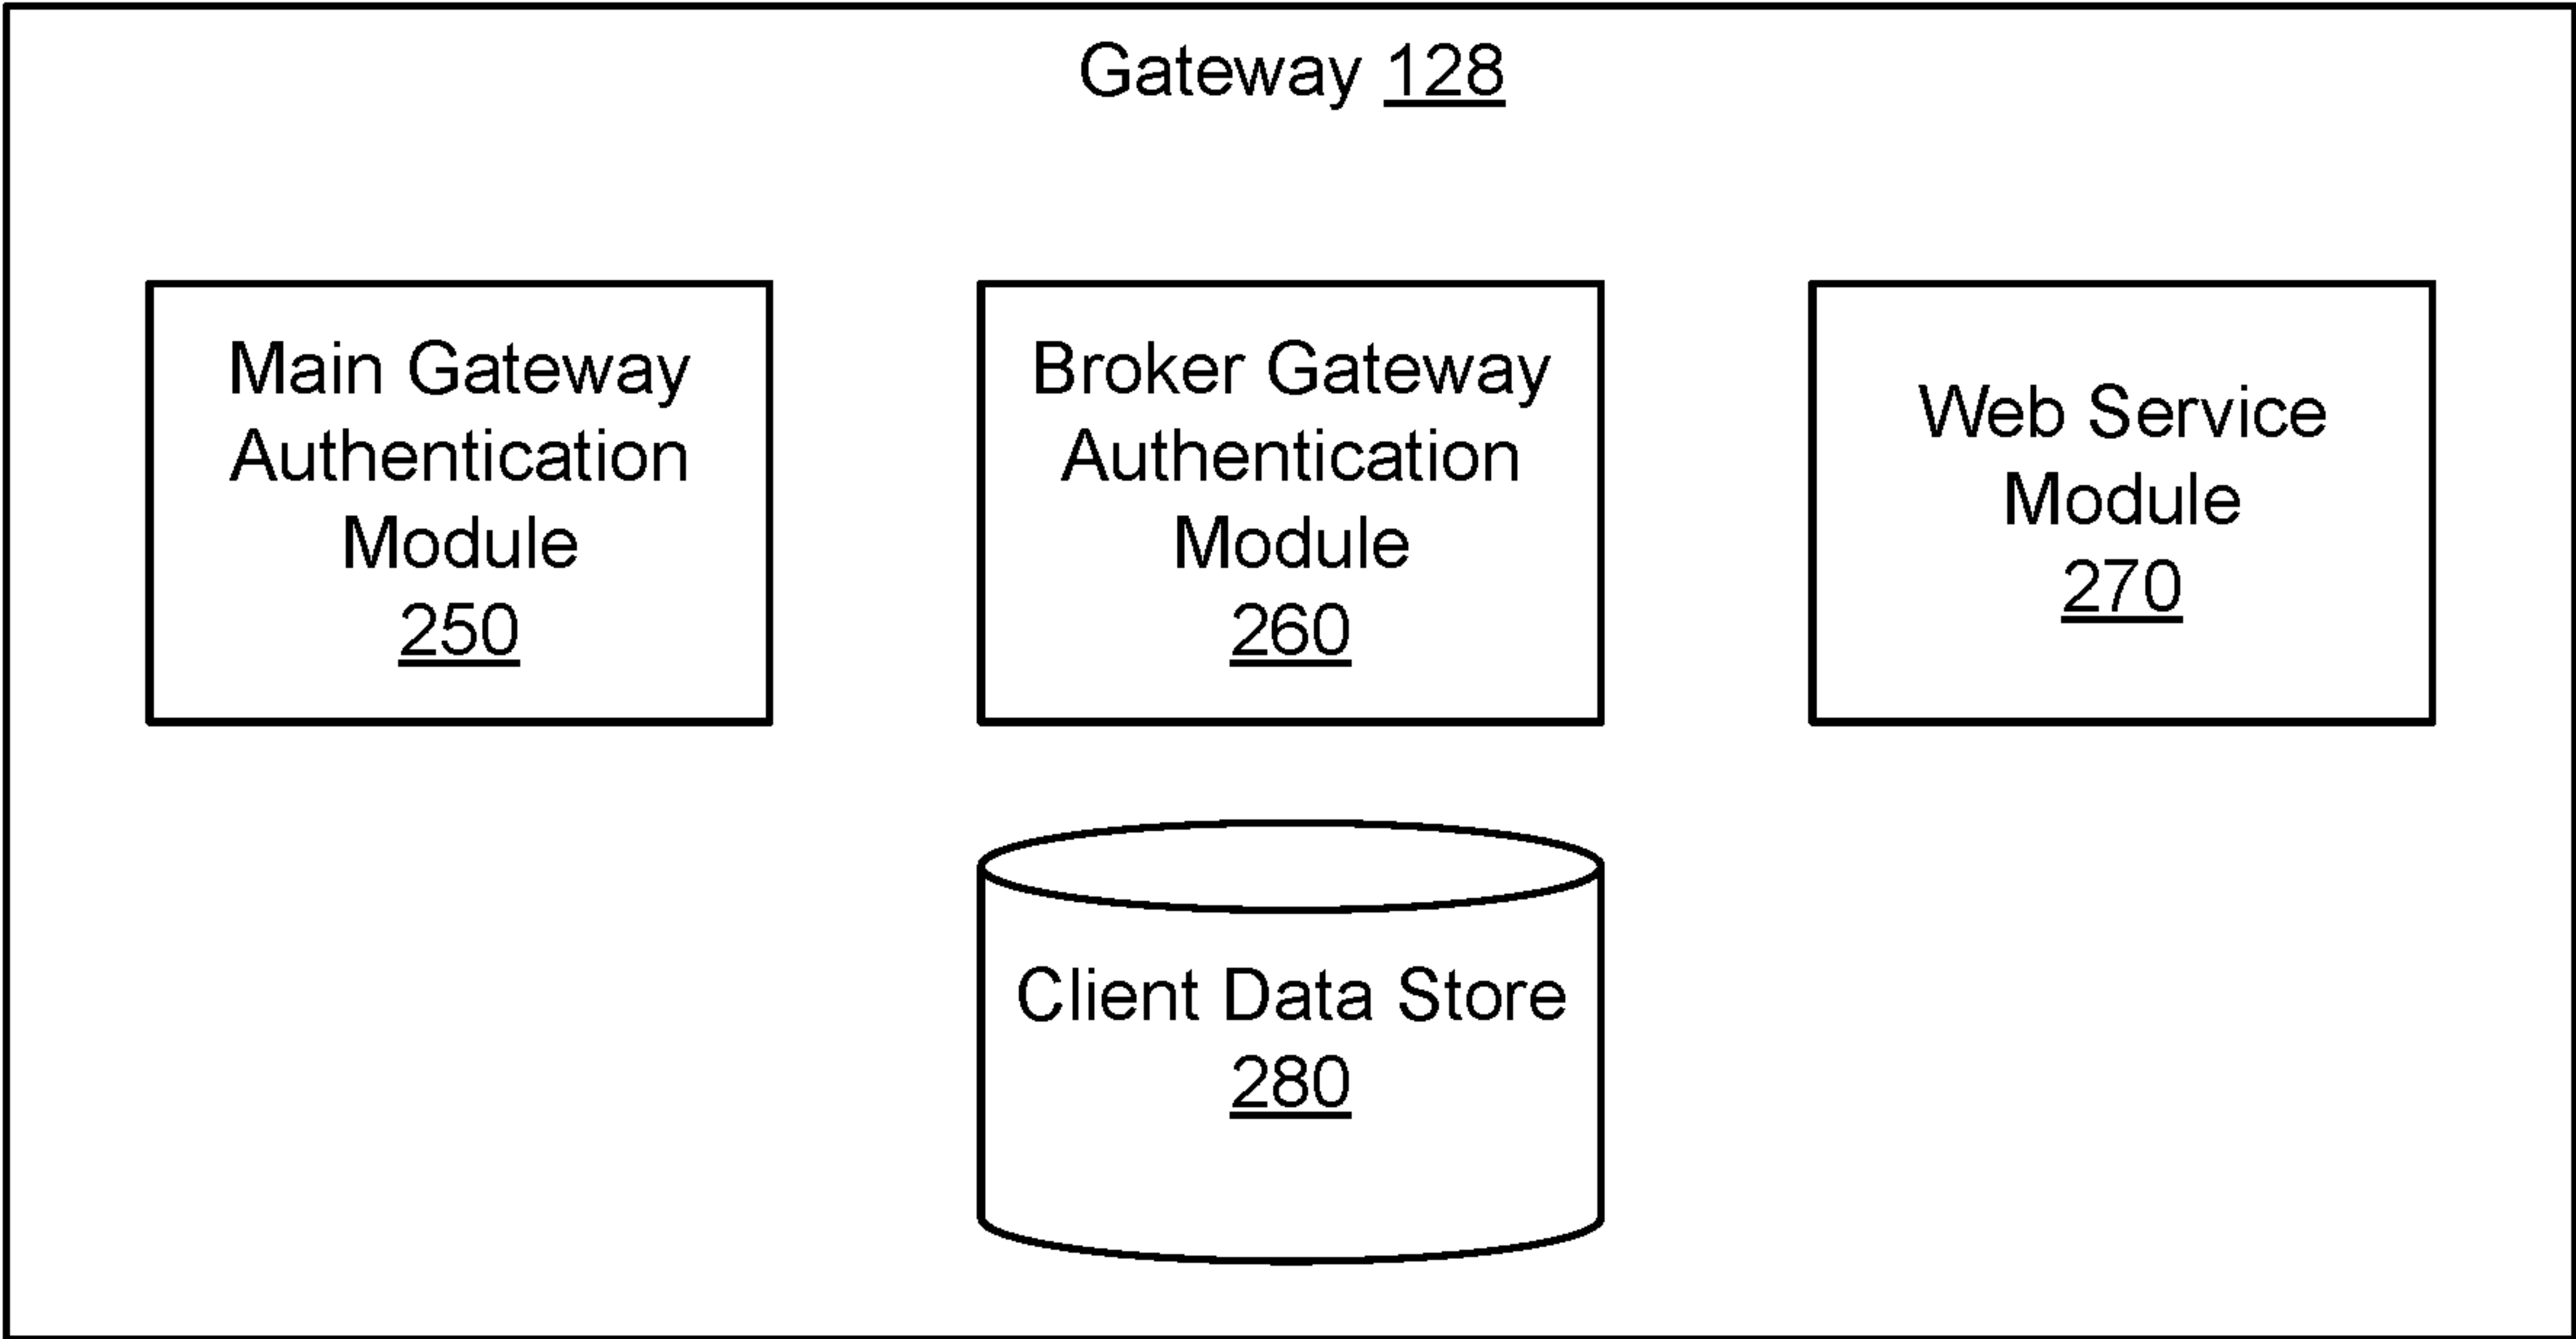 Gateway 128
Main Gateway
Authentication
Module
250
Broker Gateway
Authentication
Module
260
Web Service
Module
270
Client Data Store
280